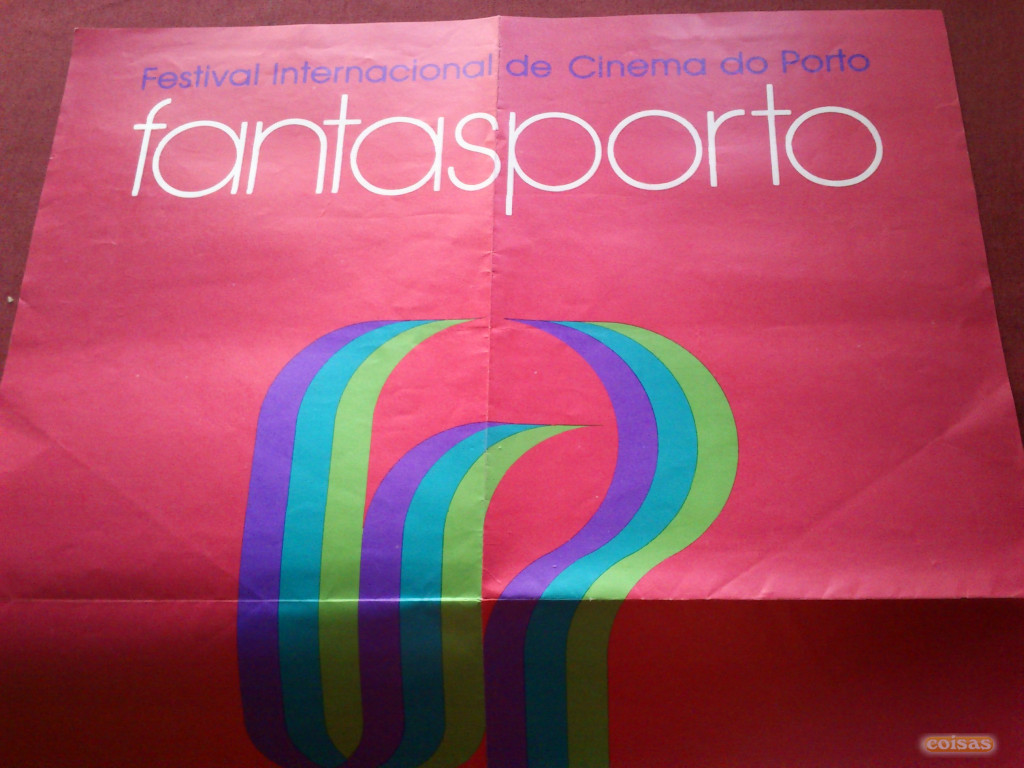 Festival Internacional de Cinema do Porto
fantasporto
coisas